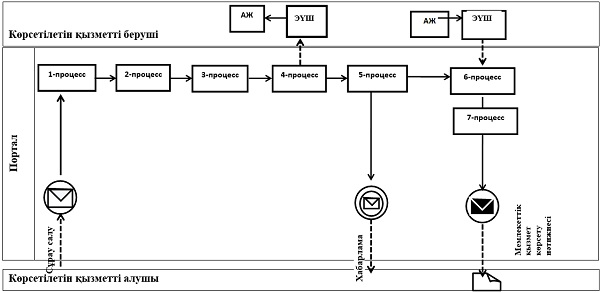 АЖ
ЭҮШ
АЖ
ЭҮШ
Көрсетілетін қызметті беруші
1-процесс
2-процесс
3-процесс
4-процесс
5-процесс
6-процесс
7-процесс
Портал
Сұрау салу
Хабарлама
Мемлекеттік
қызмет
көрсету
нәтижесі
Көрсетілетін қызметті алушы